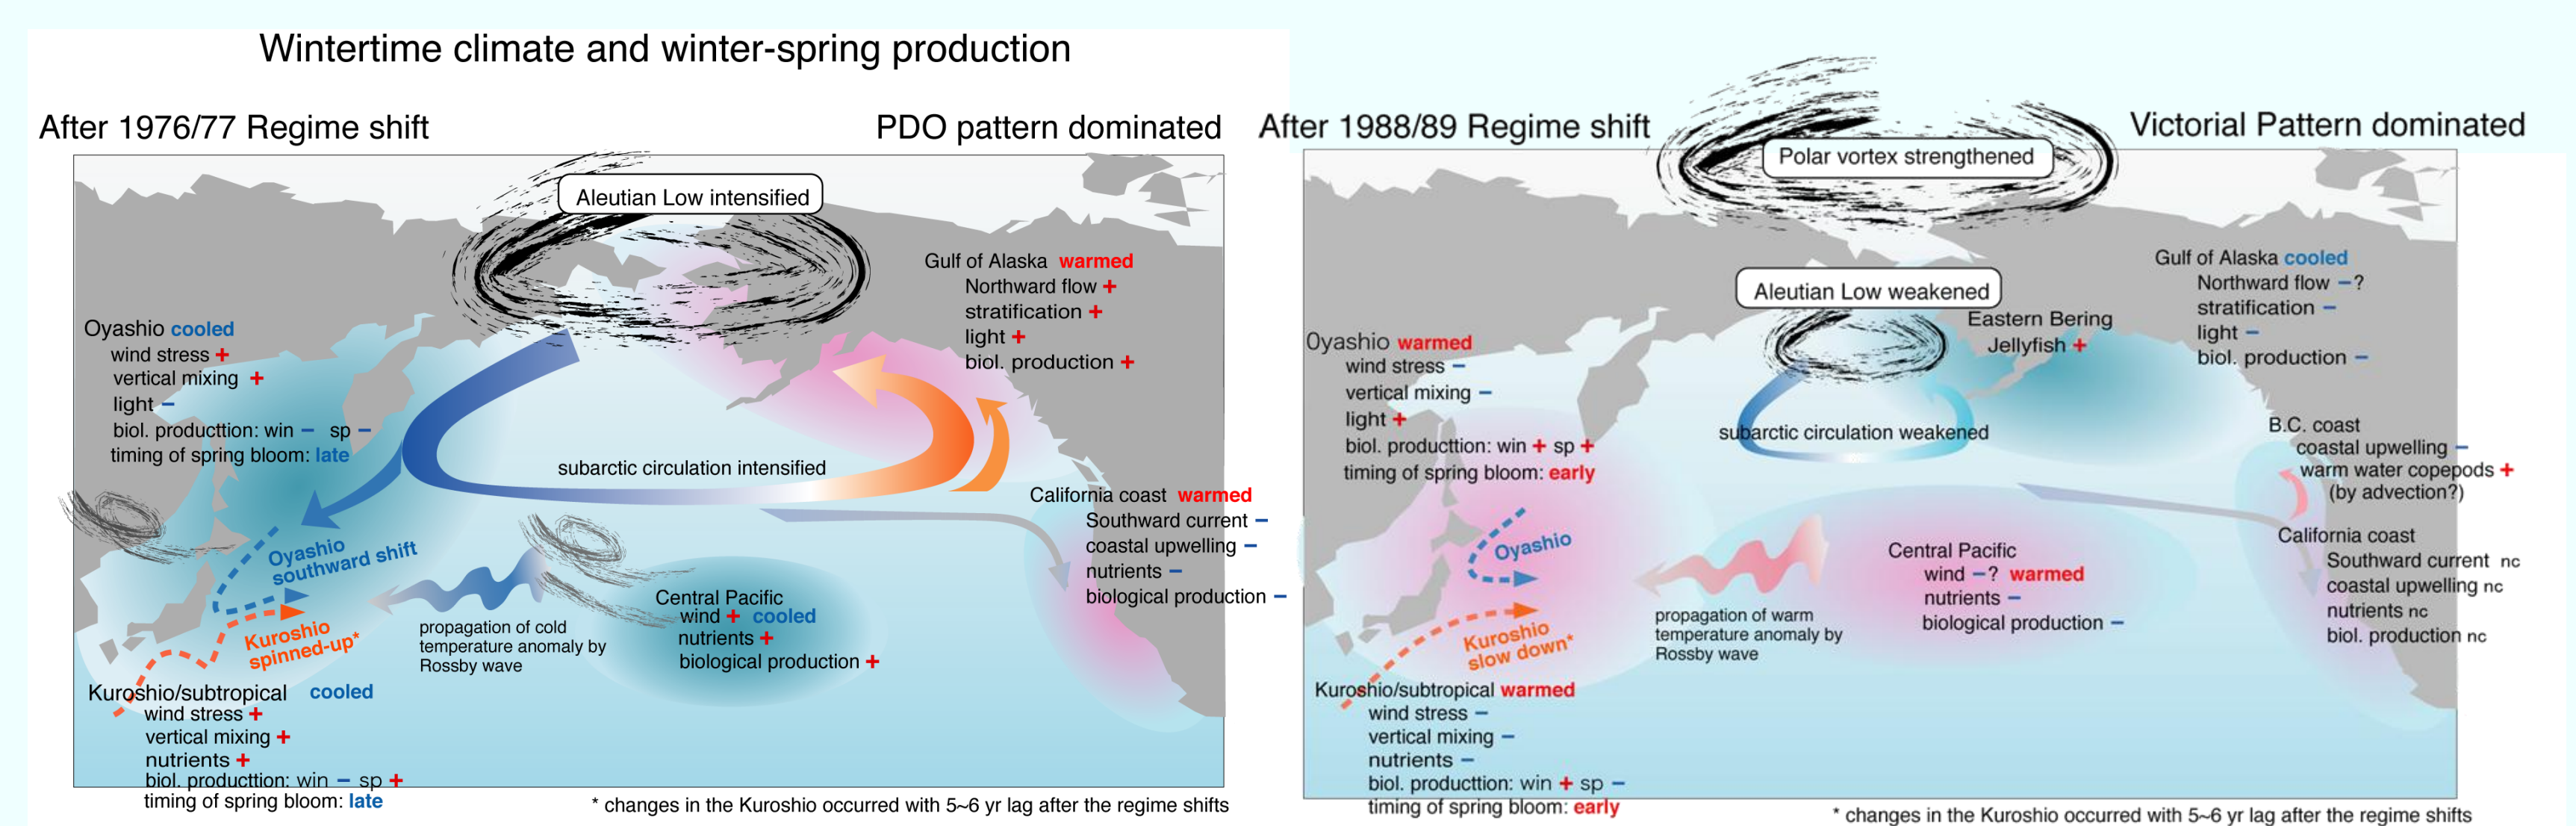 Wintertime climate and winter-spring production
After 1976/77 Regime shift
PDO pattern dominated
Aleutian Low intensified
Gulf of Alaska warmed
Northward flow +
stratification +
light +
biol. production +
Oyashio cooled
wind stress +
vertical mixing +
light −
biol. producttion: win − sp −
timing of spring bloom: late
subarctic circulation intensified
California coast warmed
Southward current −
coastal upwelling −
nutrients −
biological production −
Oyashio
southward shift
Kuroshio
spinned-up*
propagation of cold
temperature anomaly by
Rossby wave
Central Pacific
wind + cooled
nutrients +
biological production +
Kuroshio/subtropical cooled
wind stress +
vertical mixing +
nutrients +
biol. producttion: win − sp +
timing of spring bloom: late
* changes in the Kuroshio occurred with 5~6 yr lag after the regime shifts
After 1988/89 Regime shift
Victorial Pattern dominated
Polar vortex strengthened
Aleutian Low weakened
Eastern Bering
Jellyfish +
Gulf of Alaska cooled
Northward flow −?
stratification −
light −
biol. production −
Oyashio warmed
wind stress −
vertical mixing −
light +
biol. producttion: win + sp +
timing of spring bloom: early
subarctic circulation weakened
B.C. coast
coastal upwelling −
warm water copepods +
(by advection?)
California coast
Southward current nc
coastal upwelling nc
nutrients nc
biol. production nc
Oyashio
Kuroshio
slow down*
propagation of warm
temperature anomaly by
Rossby wave
Central Pacific
wind −? warmed
nutrients −
biological production −
Kuroshio/subtropical warmed
wind stress −
vertical mixing −
nutrients −
biol. producttion: win + sp −
timing of spring bloom: early
* changes in the Kuroshio occurred with 5~6 yr lag after the regime shifts